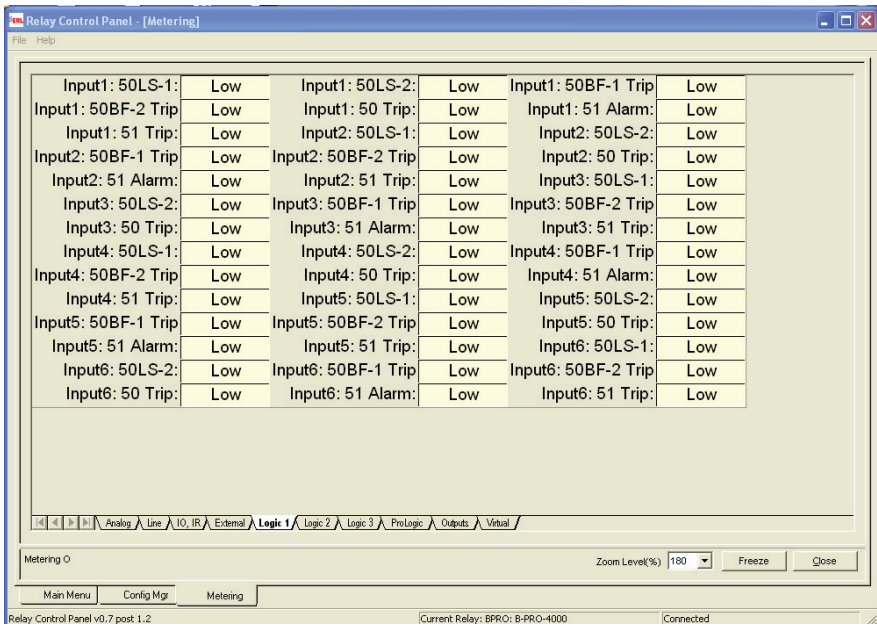 ERL Relay Control Panel - [Metering]
File Help
Input1: 50LS-1: Low Input1: 50LS-2: Low Input1: 50BF-1 Trip Low
Input1: 50BF-2 Trip Low Input1: 50 Trip: Low Input1: 51 Alarm: Low
Input1: 51 Trip: Low Input2: 50LS-1: Low Input2: 50LS-2: Low
Input2: 50BF-1 Trip Low Input2: 50BF-2 Trip Low Input2: 50 Trip: Low
Input2: 51 Alarm: Low Input2: 51 Trip: Low Input3: 50LS-1: Low
Input3: 50LS-2: Low Input3: 50BF-1 Trip Low Input3: 50BF-2 Trip Low
Input3: 50 Trip: Low Input3: 51 Alarm: Low Input3: 51 Trip: Low
Input4: 50LS-1: Low Input4: 50LS-2: Low Input4: 50BF-1 Trip Low
Input4: 50BF-2 Trip Low Input4: 50 Trip: Low Input4: 51 Alarm: Low
Input4: 51 Trip: Low Input5: 50LS-1: Low Input5: 50LS-2: Low
Input5: 50BF-1 Trip Low Input5: 50BF-2 Trip Low Input5: 50 Trip: Low
Input5: 51 Alarm: Low Input5: 51 Trip: Low Input6: 50LS-1: Low
Input6: 50LS-2: Low Input6: 50BF-1 Trip Low Input6: 50BF-2 Trip Low
Input6: 50 Trip: Low Input6: 51 Alarm: Low Input6: 51 Trip: Low
Analog Line IO, IR External Logic 1 Logic 2 Logic 3 ProLogic Outputs Virtual
Metering O Zoom Level(%) 180 Freeze Close
Main Menu Config Mgr Metering
Relay Control Panel v0.7 post 1.2 Current Relay: BPRO: B-PRO-4000 Connected